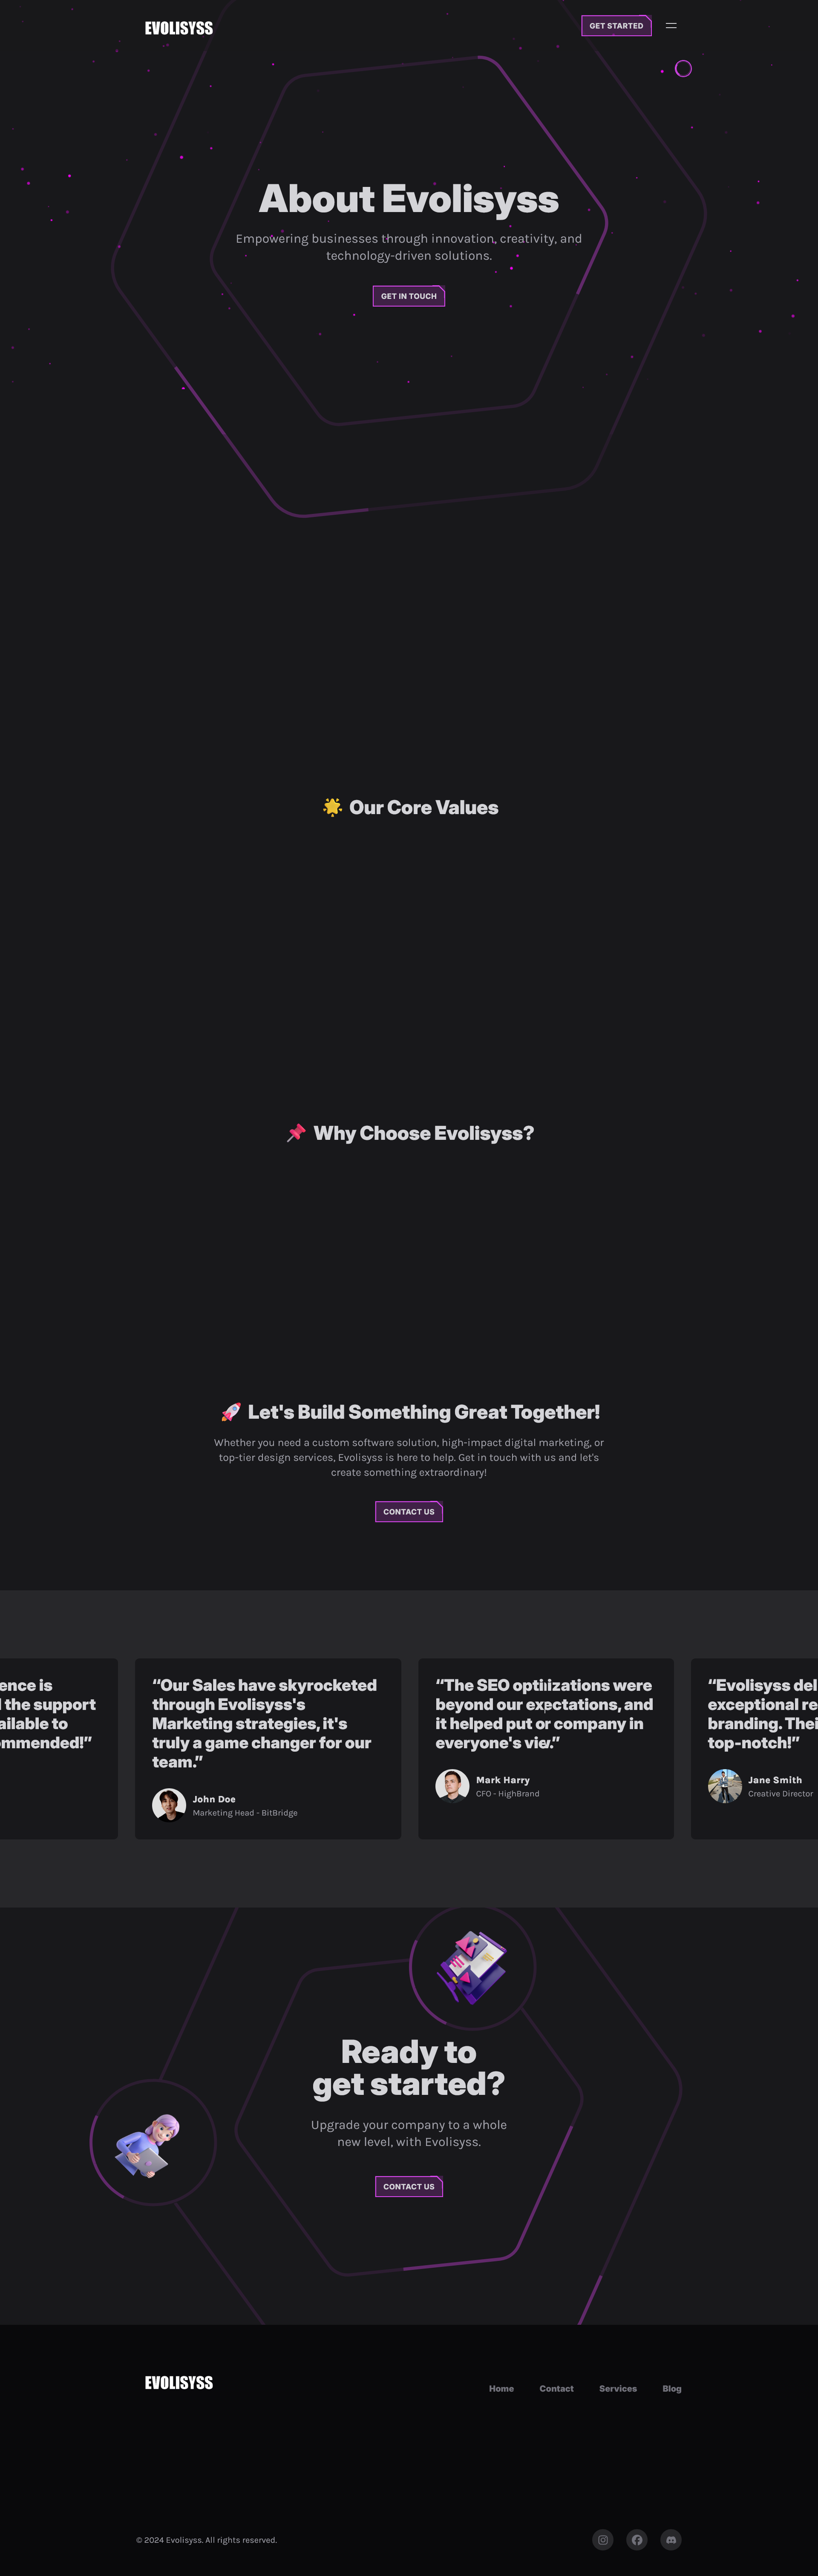 EVOLISYSS
GET STARTED
About Evolisyss
Empowering businesses through innovation, creativity, and
technology-driven solutions.
GET IN TOUCH
🌟 Our Core Values
📌 Why Choose Evolisyss?
🚀 Let's Build Something Great Together!
Whether you need a custom software solution, high-impact digital marketing, or
top-tier design services, Evolisyss is here to help. Get in touch with us and let's
create something extraordinary!
CONTACT US
ence is
the support
ailable to
ommended!”
“Our Sales have skyrocketed
through Evolisyss's
Marketing strategies, it's
truly a game changer for our
team.”
John Doe
Marketing Head - BitBridge
“The SEO optimizations were
beyond our expectations, and
it helped put our company in
everyone's view.”
Mark Harry
CFO - HighBrand
“Evolisyss del
exceptional re
branding. Thei
top-notch!”
Jane Smith
Creative Director
Ready to
get started?
Upgrade your company to a whole
new level, with Evolisyss.
CONTACT US
EVOLISYSS
Home Contact Services Blog
© 2024 Evolisyss. All rights reserved.